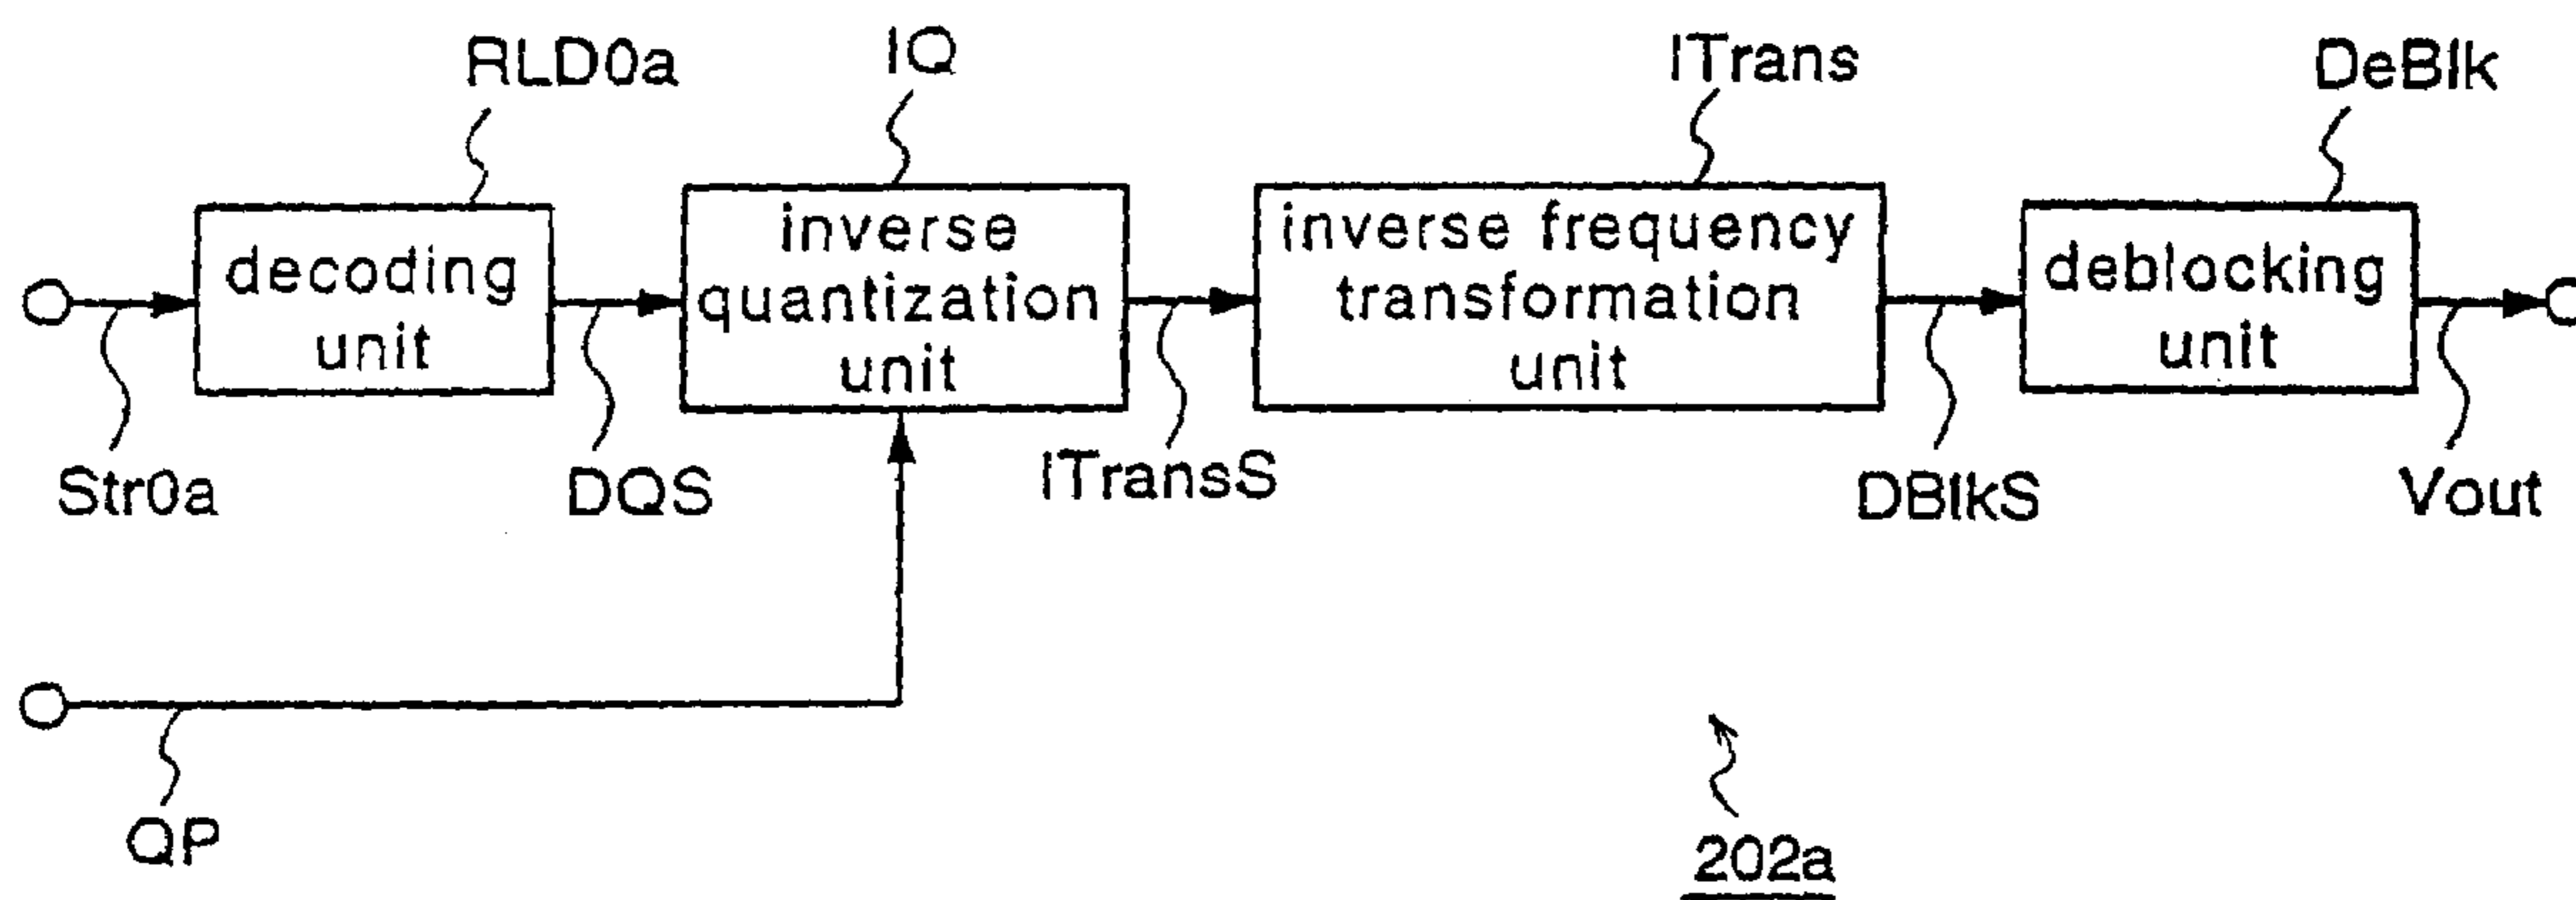 RLD0a
IQ
ITrans
DeBlk
decoding
unit
inverse
quantization
unit
inverse frequency
transformation
unit
deblocking
unit
Str0a
DQS
ITransS
DBlkS
Vout
QP
202a